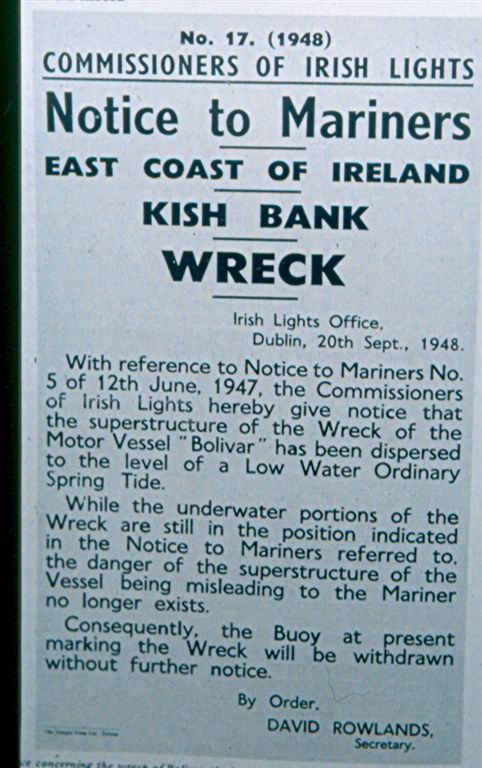 No. 17. (1948)
COMMISSIONERS OF IRISH LIGHTS
Notice to Mariners
EAST COAST OF IRELAND
KISH BANK
WRECK
Irish Lights Office,
Dublin, 20th Sept., 1948.
With reference to Notice to Mariners No.
5 of 12th June, 1947, the Commissioners
of Irish Lights hereby give notice that
the superstructure of the Wreck of the
Motor Vessel "Bolivar" has been dispersed
to the level of a Low Water Ordinary
Spring Tide.
While the underwater portions of the
Wreck are still in the position indicated
in the Notice to Mariners referred to,
the danger of the superstructure of the
Vessel being misleading to the Mariner
no longer exists.
Consequently, the Buoy at present
marking the Wreck will be withdrawn
without further notice.
By Order,
DAVID ROWLANDS,
Secretary.
concerning the wreck of